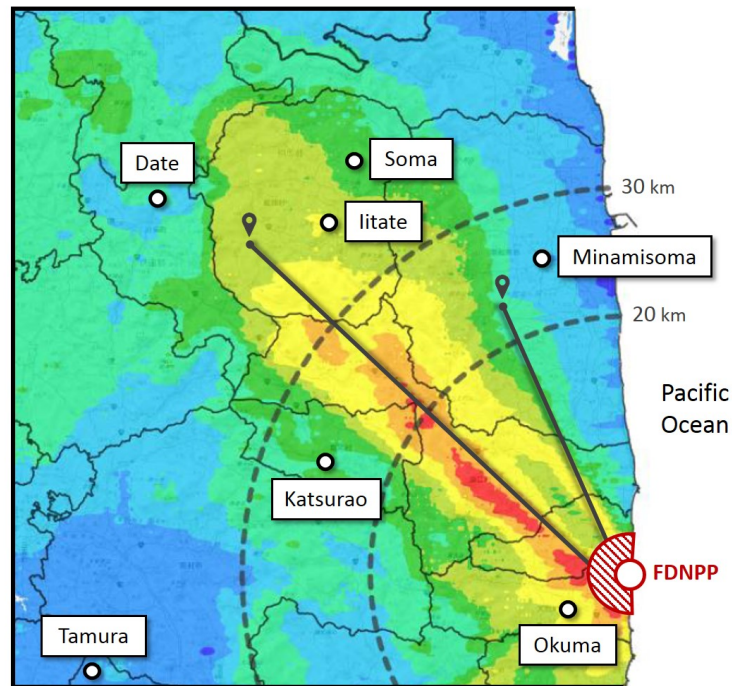 Date
Soma
30 km
Iitate
Minamisoma
20 km
Pacific
Ocean
Katsurao
FDNPP
Tamura
Okuma